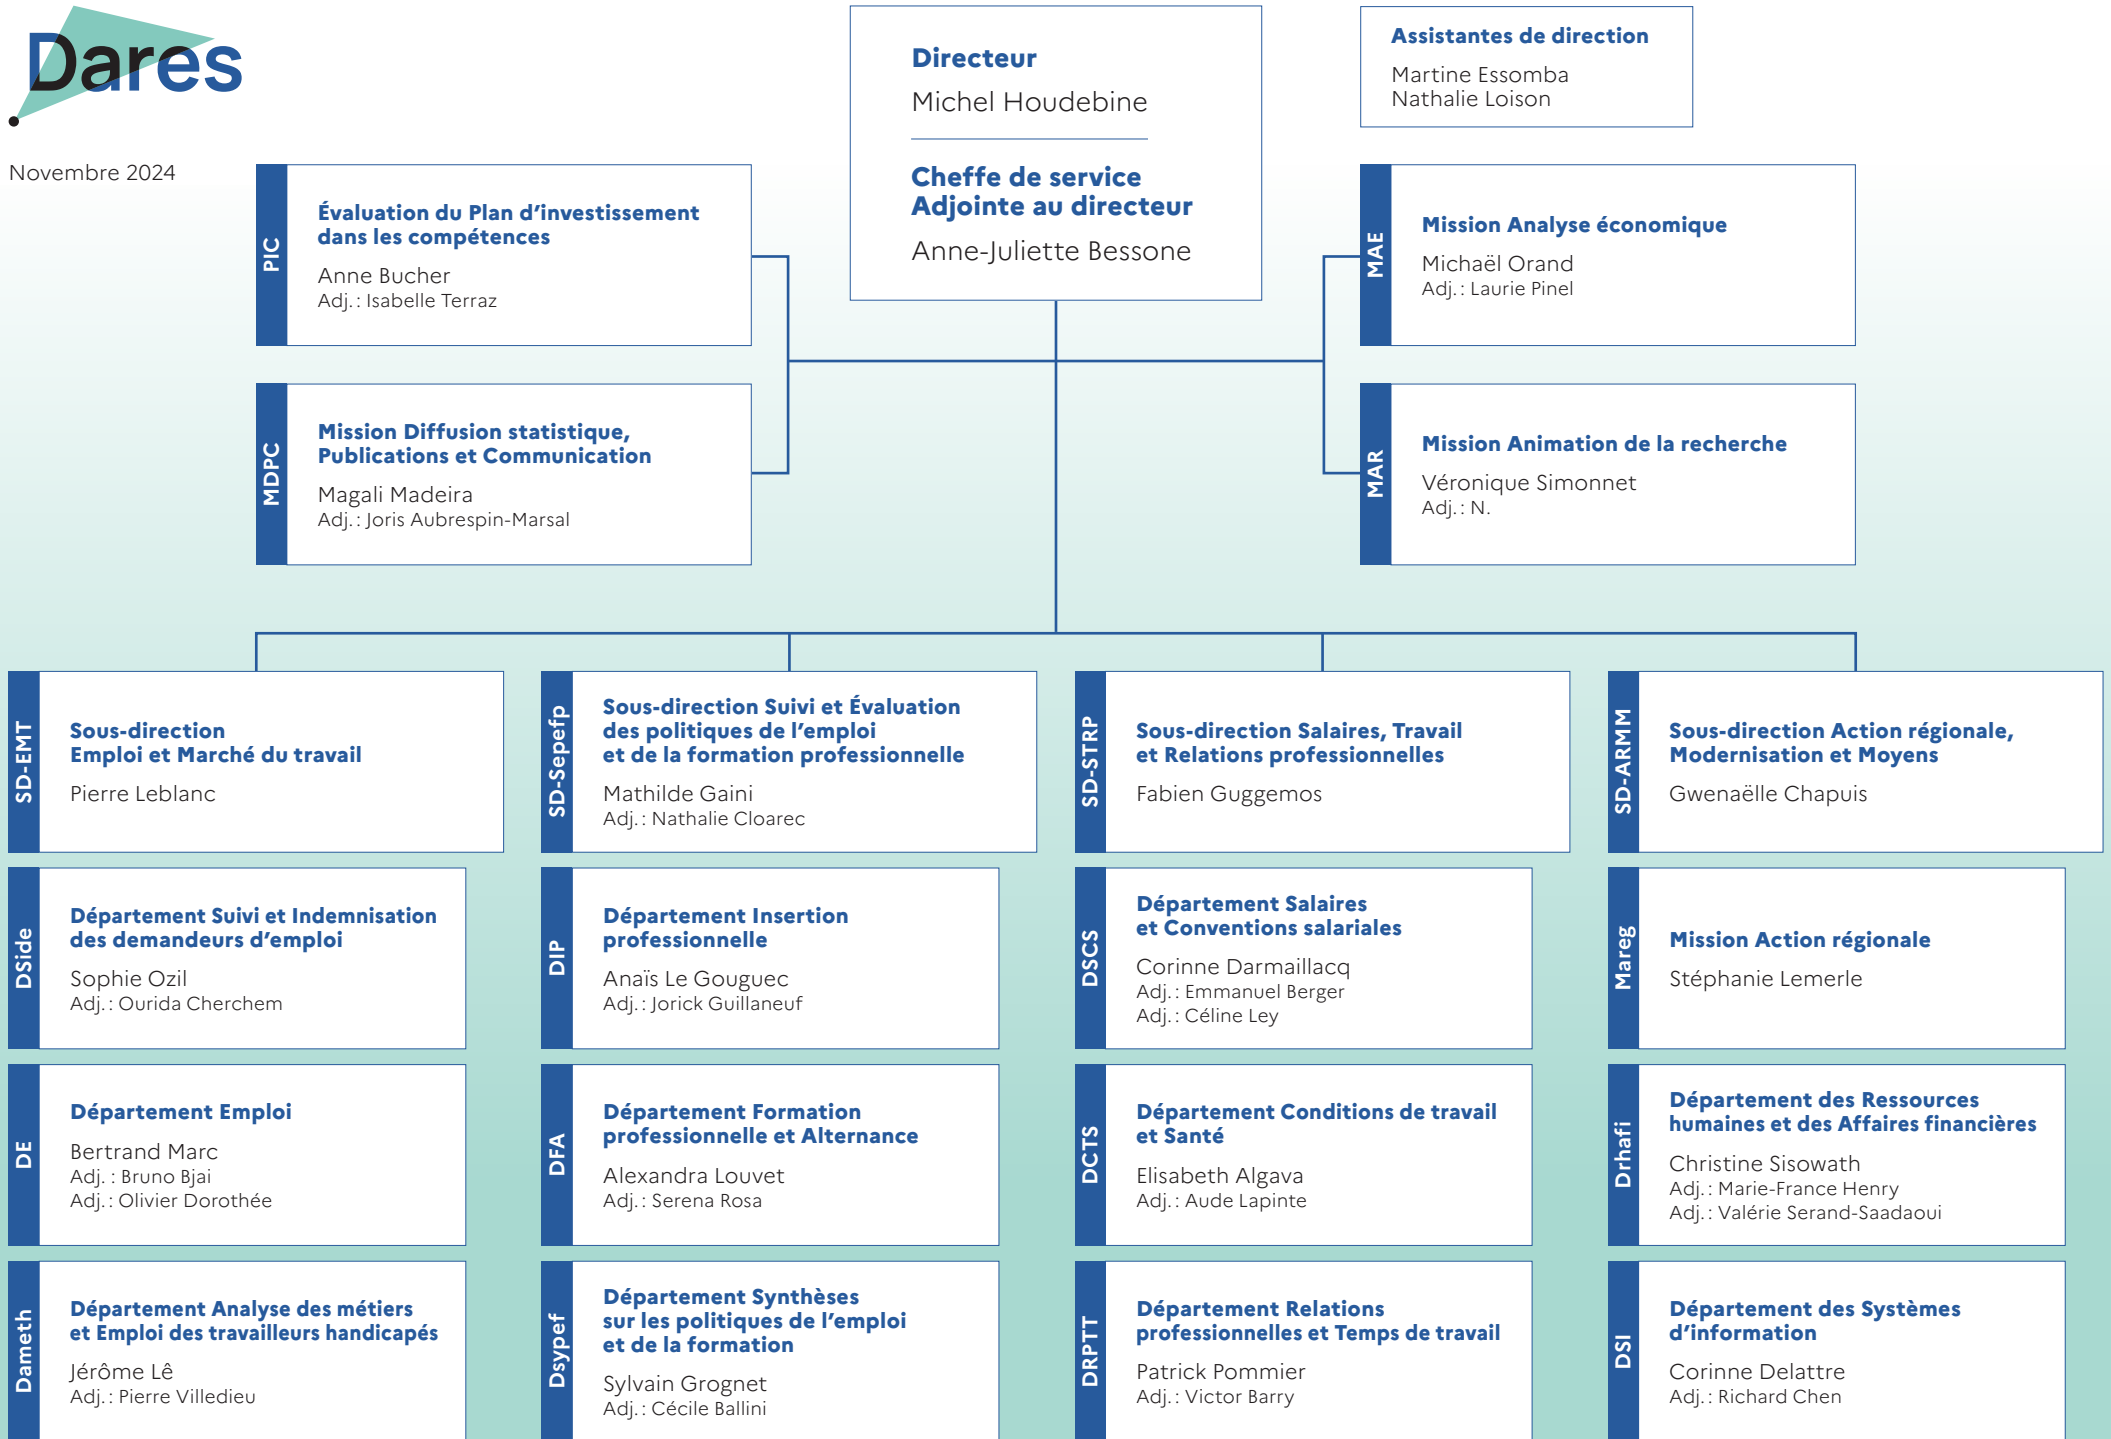 Dares
Novembre 2024
Directeur
Michel Houdebine
Cheffe de service
Adjointe au directeur
Anne-Juliette Bessone
Assistantes de direction
Martine Essomba
Nathalie Loison
PIC
Évaluation du Plan d'investissement
dans les compétences
Anne Bucher
Adj. : Isabelle Terraz
MAE
Mission Analyse économique
Michaël Orand
Adj. : Laurie Pinel
MDPC
Mission Diffusion statistique,
Publications et Communication
Magali Madeira
Adj. : Joris Aubrespin-Marsal
MAR
Mission Animation de la recherche
Véronique Simonnet
Adj. : N.
SD-EMT
Sous-direction
Emploi et Marché du travail
Pierre Leblanc
SD-Sepefp
Sous-direction Suivi et Évaluation
des politiques de l'emploi
et de la formation professionnelle
Mathilde Gaini
Adj. : Nathalie Cloarec
SD-STRP
Sous-direction Salaires, Travail
et Relations professionnelles
Fabien Guggemos
SD-ARMM
Sous-direction Action régionale,
Modernisation et Moyens
Gwenaëlle Chapuis
DSide
Département Suivi et Indemnisation
des demandeurs d'emploi
Sophie Ozil
Adj. : Ourida Cherchem
DIP
Département Insertion
professionnelle
Anaïs Le Gouguec
Adj. : Jorick Guillaneuf
DSCS
Département Salaires
et Conventions salariales
Corinne Darmaillacq
Adj. : Emmanuel Berger
Adj. : Céline Ley
Mareg
Mission Action régionale
Stéphanie Lemerle
DE
Département Emploi
Bertrand Marc
Adj. : Bruno Bjai
Adj. : Olivier Dorothée
DFA
Département Formation
professionnelle et Alternance
Alexandra Louvet
Adj. : Serena Rosa
DCTS
Département Conditions de travail
et Santé
Elisabeth Algava
Adj. : Aude Lapinte
Drhafi
Département des Ressources
humaines et des Affaires financières
Christine Sisowath
Adj. : Marie-France Henry
Adj. : Valérie Serand-Saadaoui
Dameth
Département Analyse des métiers
et Emploi des travailleurs handicapés
Jérôme Lê
Adj. : Pierre Villedieu
Dsypef
Département Synthèses
sur les politiques de l'emploi
et de la formation
Sylvain Grognet
Adj. : Cécile Ballini
DRPTT
Département Relations
professionnelles et Temps de travail
Patrick Pommier
Adj. : Victor Barry
DSI
Département des Systèmes
d'information
Corinne Delattre
Adj. : Richard Chen